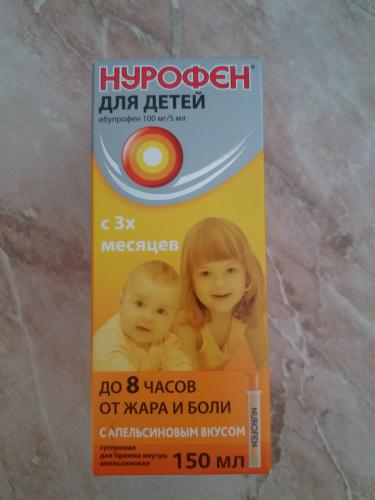 НУРОФЕН®
ДЛЯ ДЕТЕЙ
ибупрофен 100 мг/5 мл
с 3х
месяцев
ДО 8 ЧАСОВ
ОТ ЖАРА И БОЛИ
С АПЕЛЬСИНОВЫМ ВКУСОМ
суспензия
для приема внутрь
апельсиновая
150 мл
NUROFEN